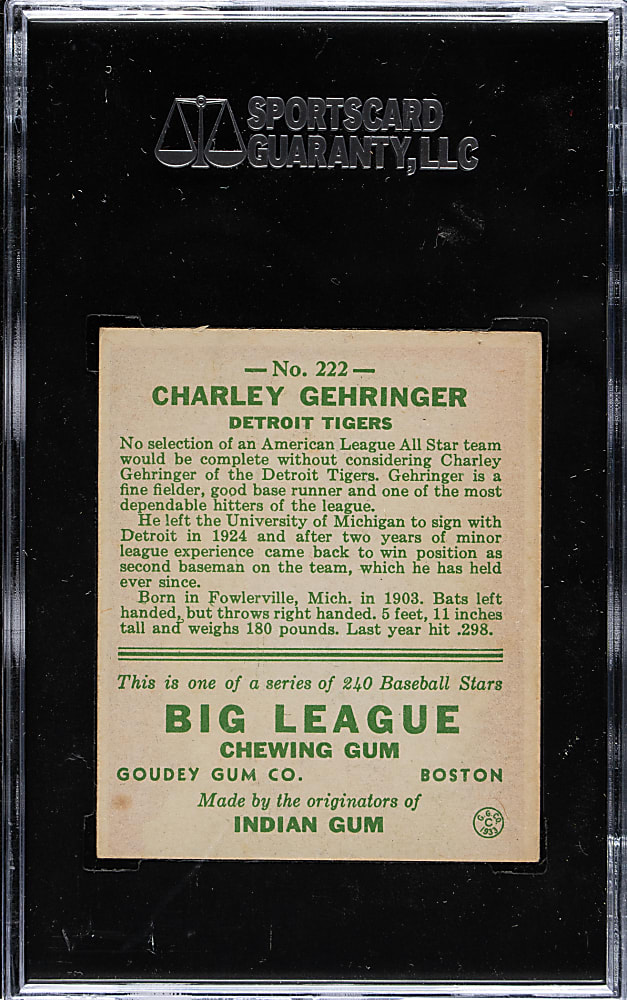 SPORTSCARD
GUARANTY, LLC
— No. 222 —
CHARLEY GEHRINGER
DETROIT TIGERS
No selection of an American League All Star team
would be complete without considering Charley
Gehringer of the Detroit Tigers. Gehringer is a
fine fielder, good base runner and one of the most
dependable hitters of the league.
He left the University of Michigan to sign with
Detroit in 1924 and after two years of minor
league experience came back to win position as
second baseman on the team, which he has held
ever since.
Born in Fowlerville, Mich. in 1903. Bats left
handed, but throws right handed. 5 feet, 11 inches
tall and weighs 180 pounds. Last year hit .298.
This is one of a series of 240 Baseball Stars
BIG LEAGUE
CHEWING GUM
GOUDEY GUM CO. BOSTON
Made by the originators of
INDIAN GUM
G. G. CO.
C
1933